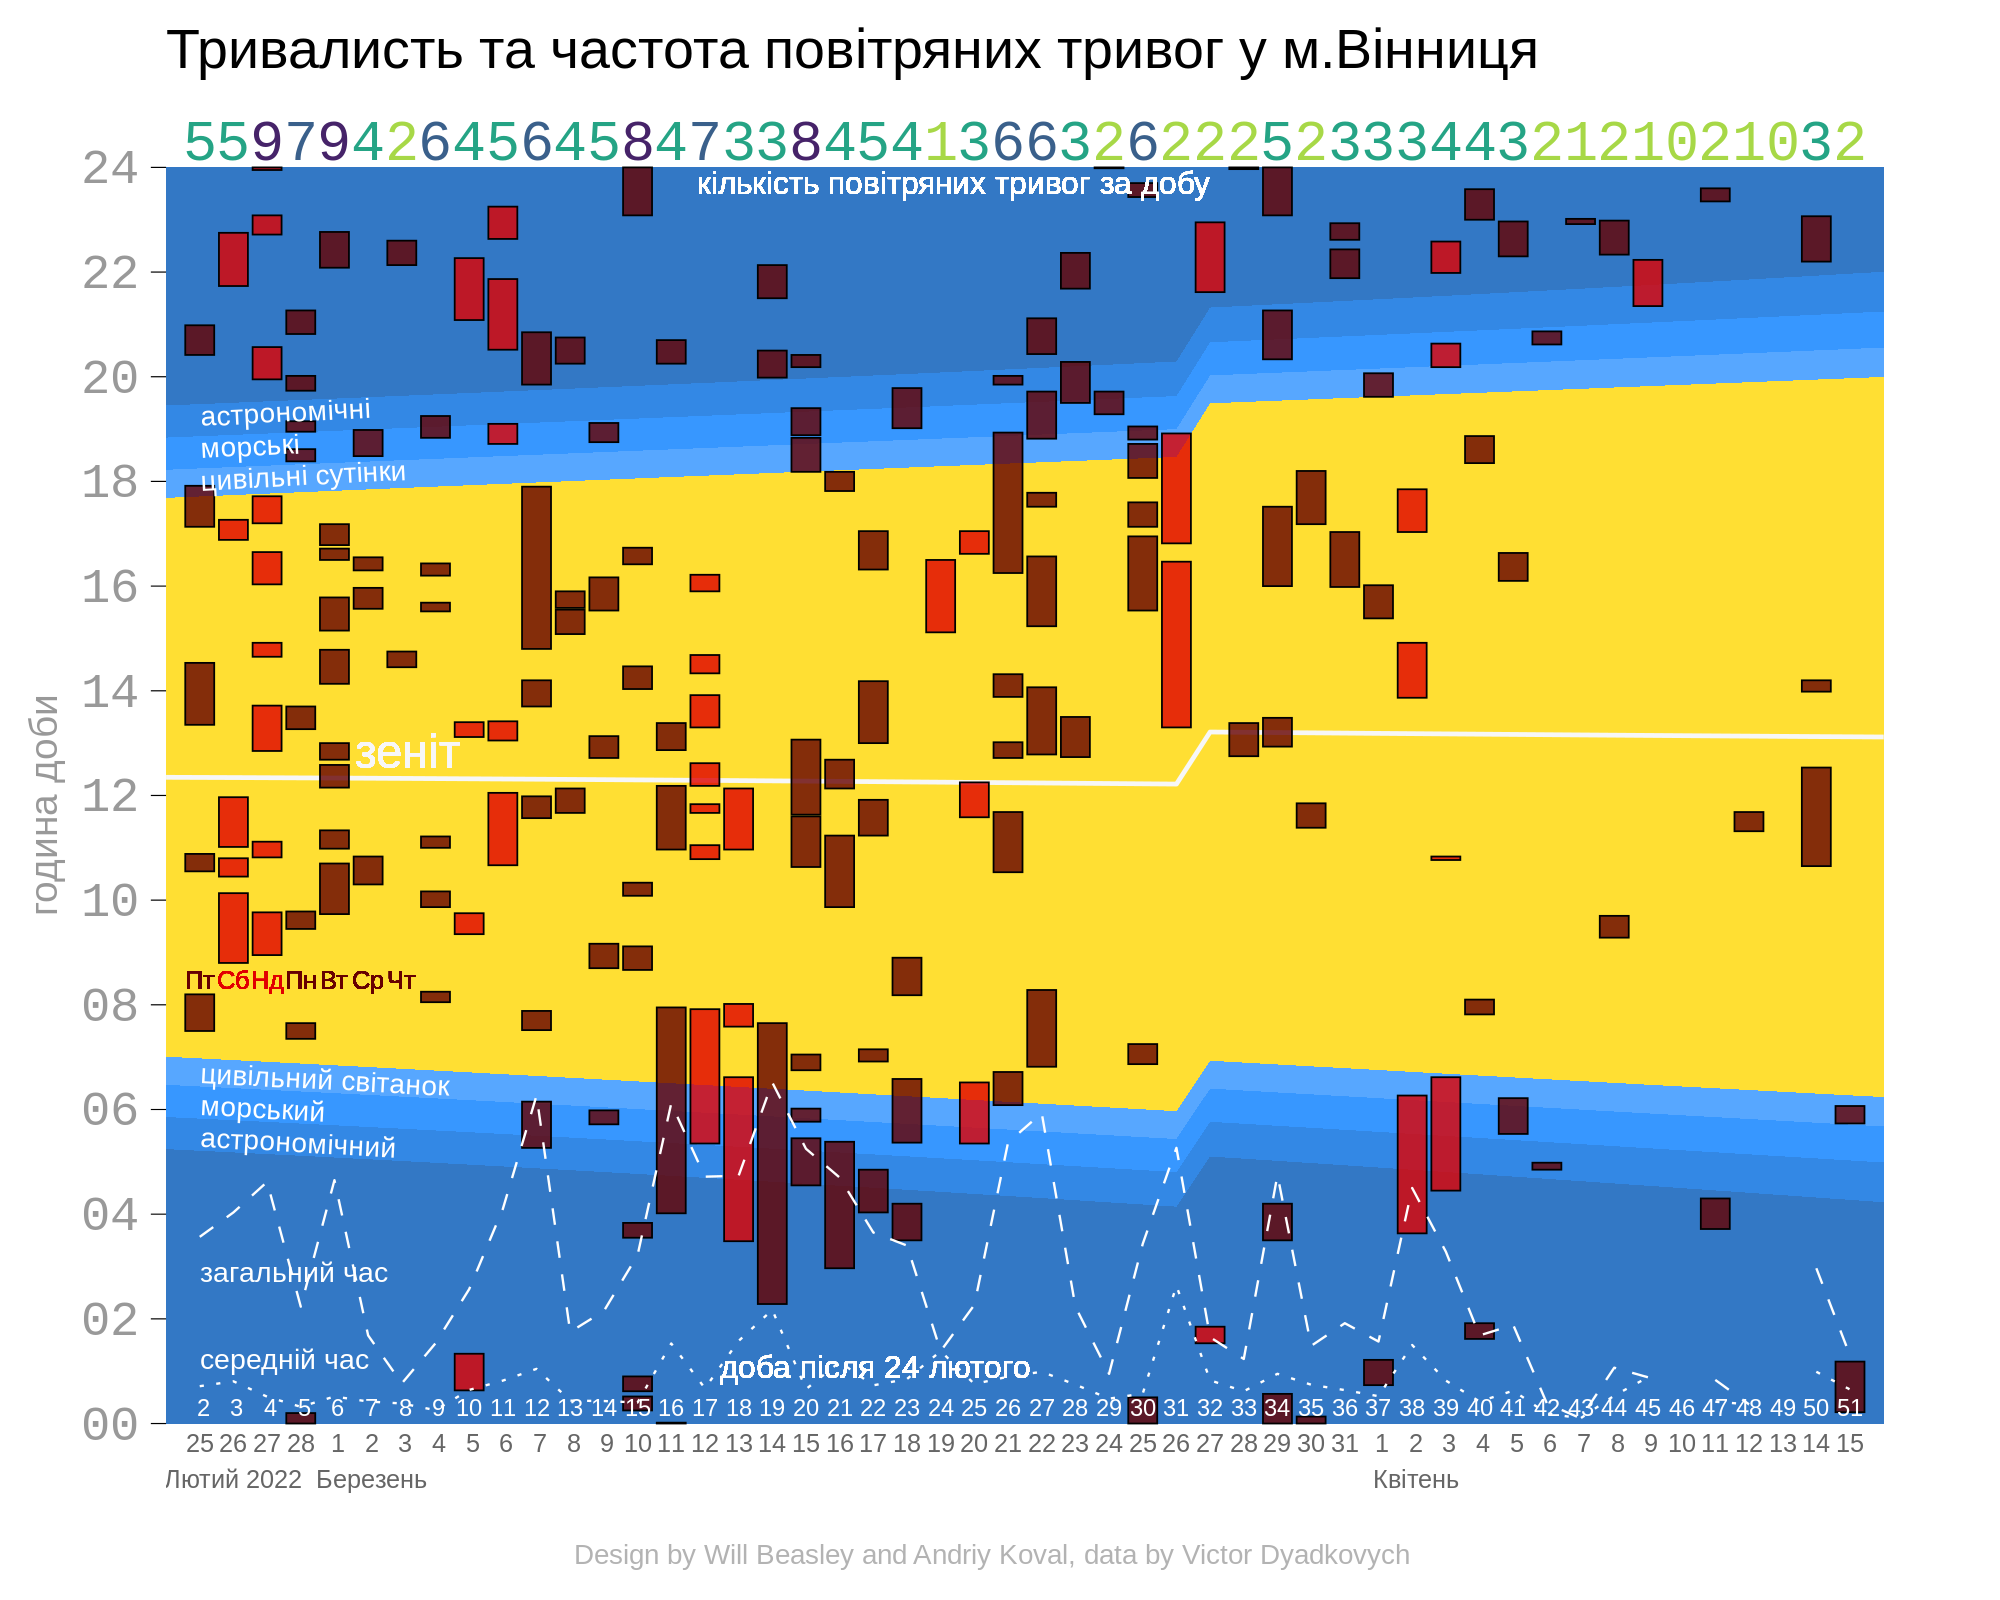 Тривалисть та частота повітряних тривог у м.Вінниця
55979426456458473384541366326222523334432121021032
24
кількість повітряних тривог за добу
22
20
астрономічні
морські
цивільні сутінки
18
16
14
година доби
зеніт
12
10
Пт Сб Нд Пн Вт Ср Чт
08
цивільний світанок
06
морський
астрономічний
04
загальний час
02
середній час
доба після 24 лютого
2 3 4 5 6 7 8 9 10 11 12 13 14 15 16 17 18 19 20 21 22 23 24 25 26 27 28 29 30 31 32 33 34 35 36 37 38 39 40 41 42 43 44 45 46 47 48 49 50 51
00
25 26 27 28 1 2 3 4 5 6 7 8 9 10 11 12 13 14 15 16 17 18 19 20 21 22 23 24 25 26 27 28 29 30 31 1 2 3 4 5 6 7 8 9 10 11 12 13 14 15
Лютий 2022 Березень Квітень
Design by Will Beasley and Andriy Koval, data by Victor Dyadkovych